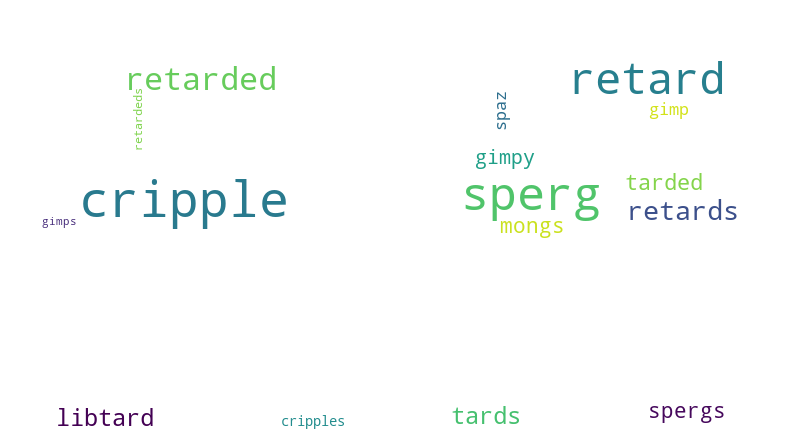 retarded
retard
retardeds
spaz
gimp
gimpy
tarded
cripple
sperg
retards
gimps
mongs
libtard
cripples
tards
spergs